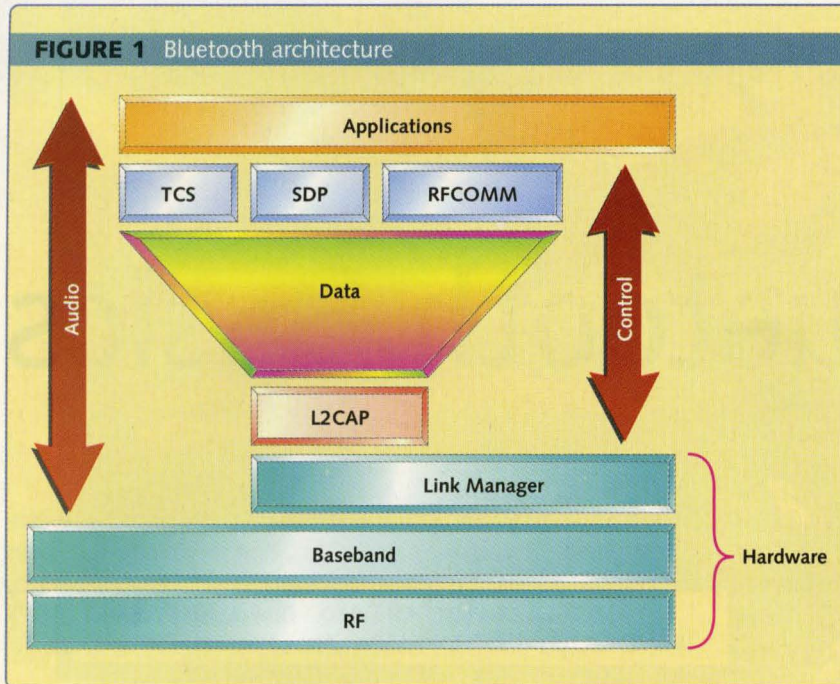 FIGURE 1 Bluetooth architecture
Applications
TCS SDP RFCOMM
Data
Audio
Control
L2CAP
Link Manager
Baseband
Hardware
RF